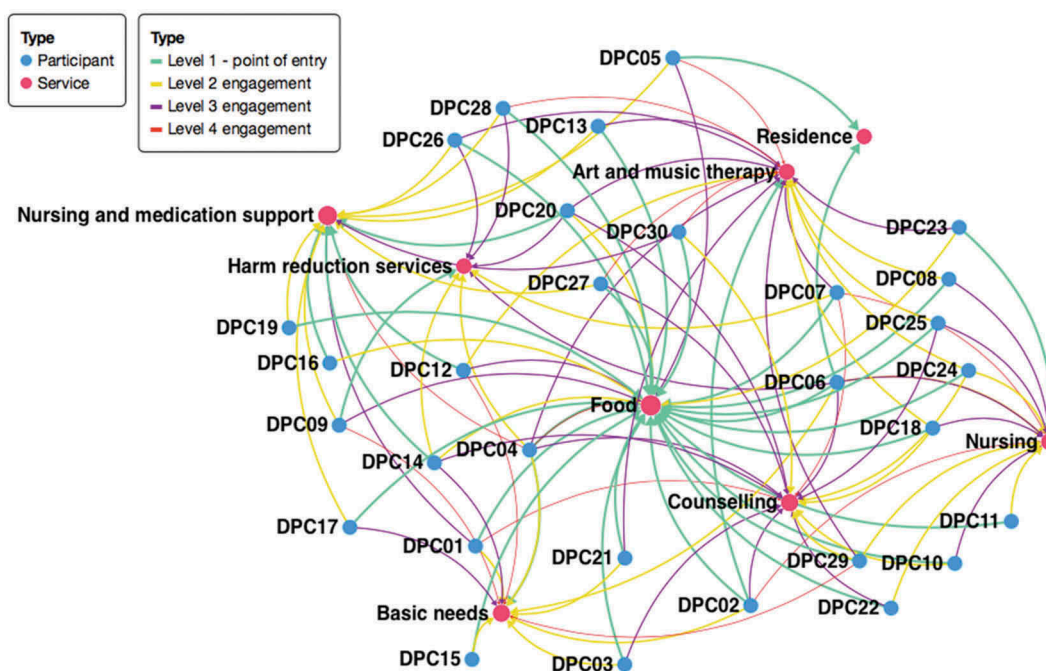 Type
Participant
Service
Type
Level 1 - point of entry
Level 2 engagement
Level 3 engagement
Level 4 engagement
DPC05
DPC28
DPC13
DPC26
Residence
Art and music therapy
Nursing and medication support
DPC20
DPC30
DPC23
Harm reduction services
DPC27
DPC07
DPC08
DPC19
DPC25
DPC16
DPC12
DPC06
DPC24
Food
DPC09
DPC18
Nursing
DPC14
DPC04
Counselling
DPC17
DPC11
DPC01
DPC21
DPC29
DPC10
Basic needs
DPC02
DPC22
DPC15
DPC03